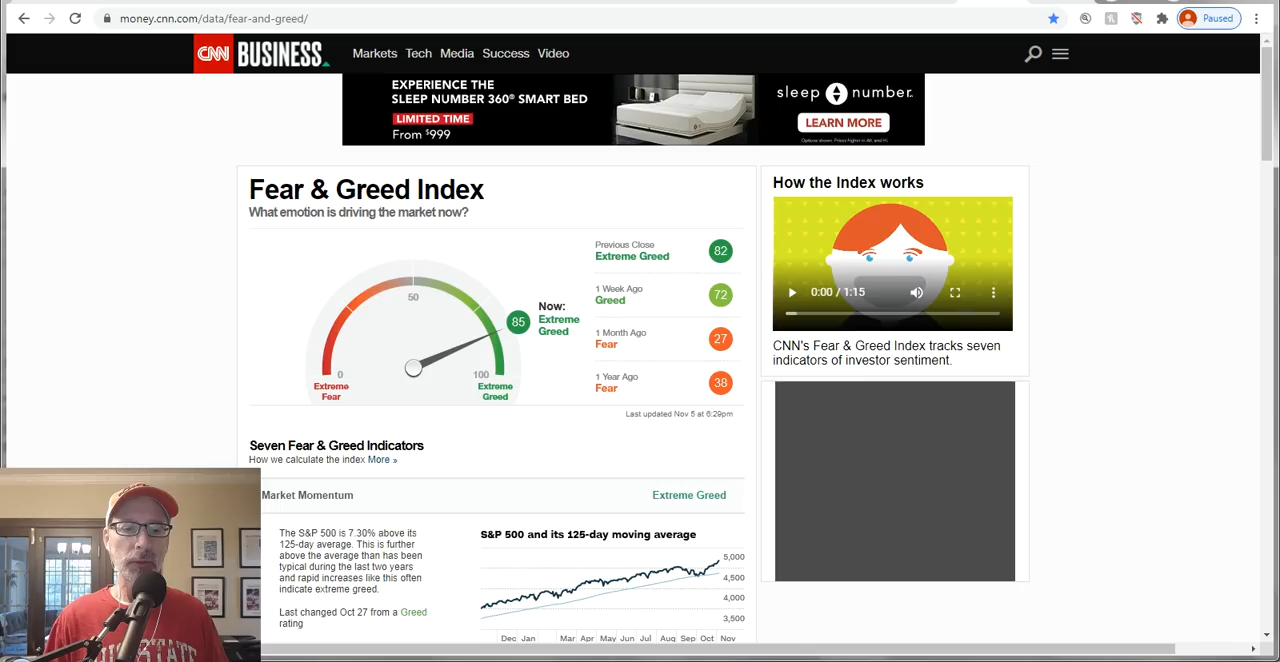 money.cnn.com/data/fear-and-greed/
Paused
CNN BUSINESS
Markets Tech Media Success Video
EXPERIENCE THE
SLEEP NUMBER 360® SMART BED
LIMITED TIME
From $999
sleep number.
LEARN MORE
Fear & Greed Index
What emotion is driving the market now?
50
0
100
Extreme
Fear
Extreme
Greed
85
Now:
Extreme
Greed
Previous Close
Extreme Greed
82
1 Week Ago
Greed
72
1 Month Ago
Fear
27
1 Year Ago
Fear
38
Last updated Nov 5 at 6:29pm
How the Index works
0:00 / 1:15
CNN's Fear & Greed Index tracks seven
indicators of investor sentiment.
Seven Fear & Greed Indicators
How we calculate the index More »
Market Momentum
Extreme Greed
The S&P 500 is 7.30% above its
125-day average. This is further
above the average than has been
typical during the last two years
and rapid increases like this often
indicate extreme greed.
Last changed Oct 27 from a Greed
rating
S&P 500 and its 125-day moving average
5,000
4,500
4,000
3,500
Dec Jan Mar Apr May Jun Jul Aug Sep Oct Nov